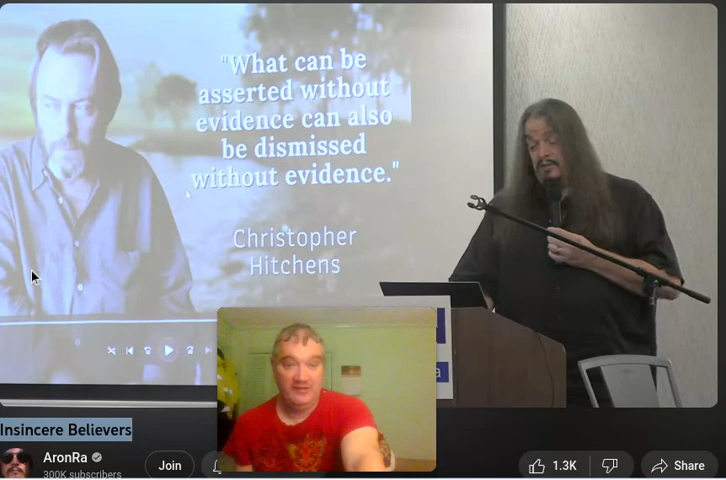 "What can be
asserted without
evidence can also
be dismissed
without evidence."
Christopher
Hitchens
a
Insincere Believers
AronRa
300K subscribers
Join
1.3K
Share